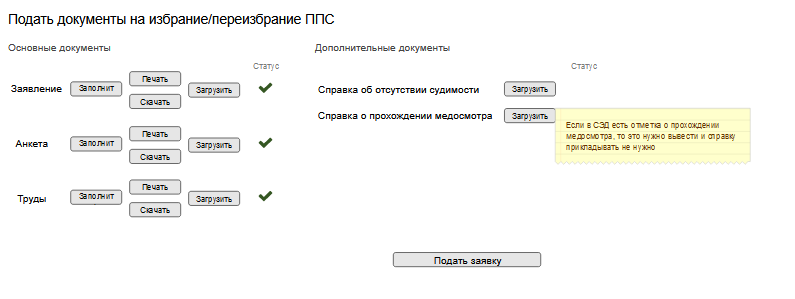 Подать документы на избрание/переизбрание ППС
Основные документы
Дополнительные документы
Статус
Статус
Заявление
Заполнит
Печать
Скачать
Загрузить
Справка об отсутствии судимости
Загрузить
Справка о прохождении медосмотра
Загрузить
Если в СЭД есть отметка о прохождении
медосмотра, то это нужно вывести и справку
прикладывать не нужно
Анкета
Заполнит
Печать
Скачать
Загрузить
Труды
Заполнит
Печать
Скачать
Загрузить
Подать заявку